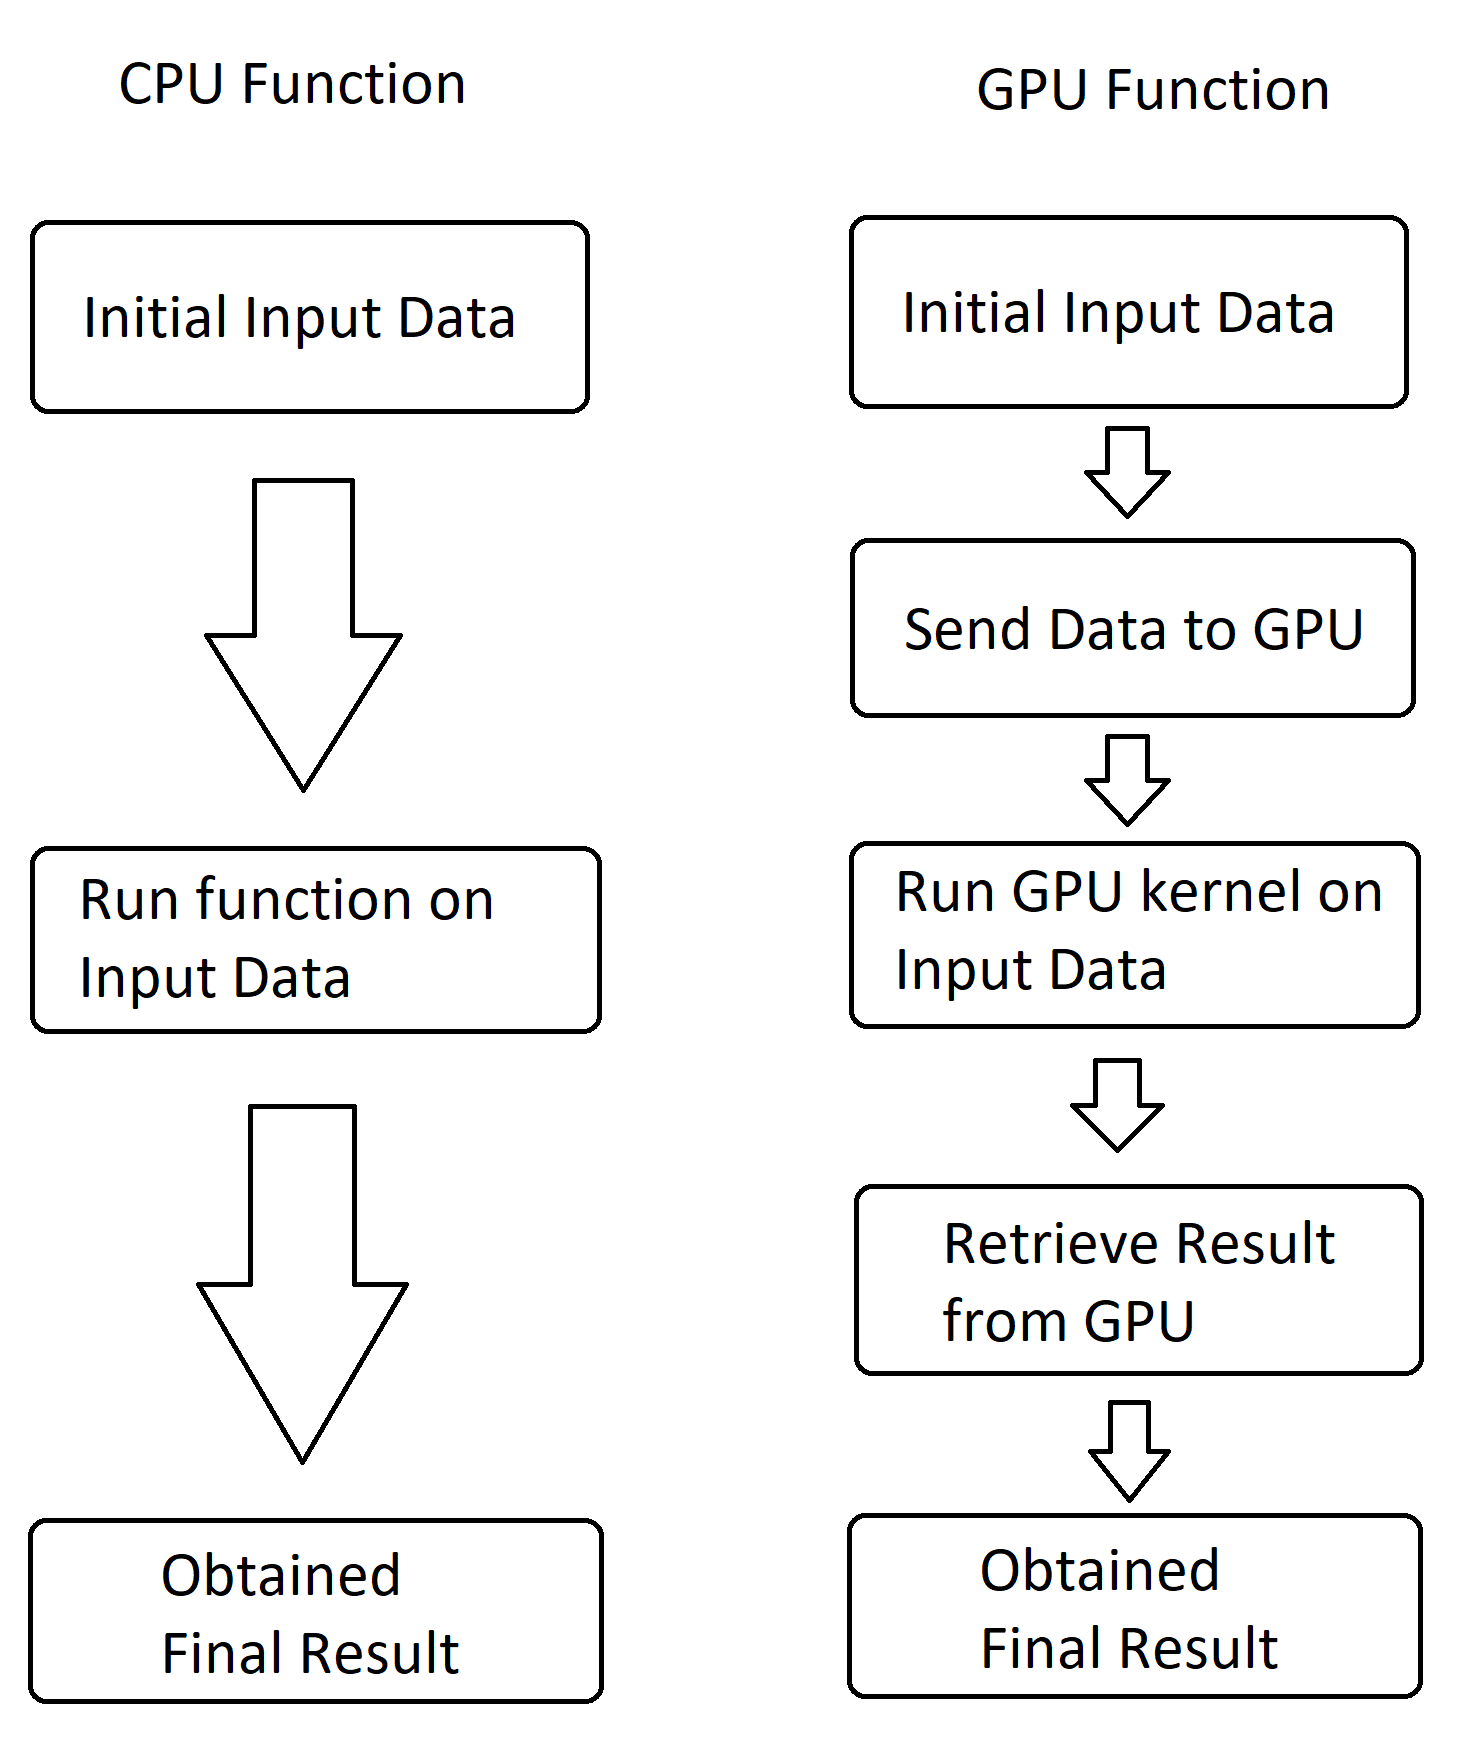 CPU Function
Initial Input Data
Run function on
Input Data
Obtained
Final Result
GPU Function
Initial Input Data
Send Data to GPU
Run GPU kernel on
Input Data
Retrieve Result
from GPU
Obtained
Final Result